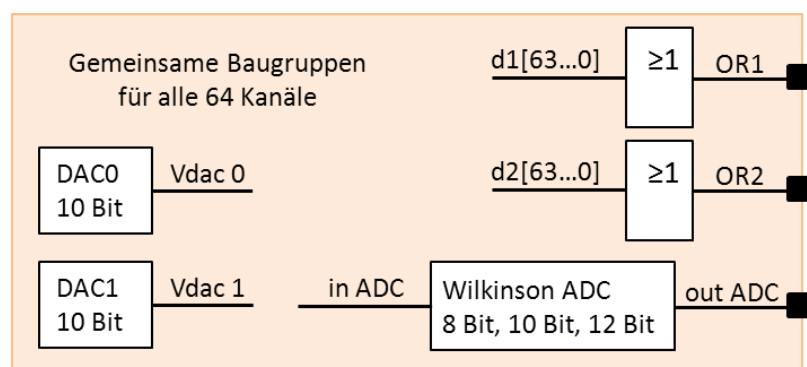 Gemeinsame Baugruppen
für alle 64 Kanäle
d1[63...0]
≥1
OR1
DAC0
10 Bit
Vdac 0
d2[63...0]
≥1
OR2
DAC1
10 Bit
Vdac 1
in ADC
Wilkinson ADC
8 Bit, 10 Bit, 12 Bit
out ADC